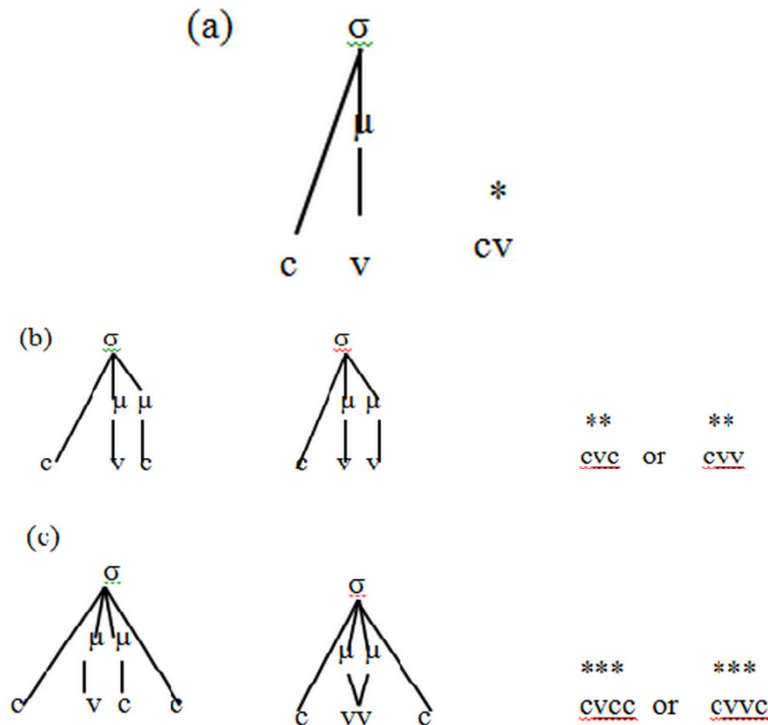 (a) σ
μ
*
c v cv
(b) σ σ
μ μ μ μ
** **
c v c c v v cvc or cvv
(c)
σ σ
μ μ μ μ
*** ***
c v c c c vv c cvcc or cvvc